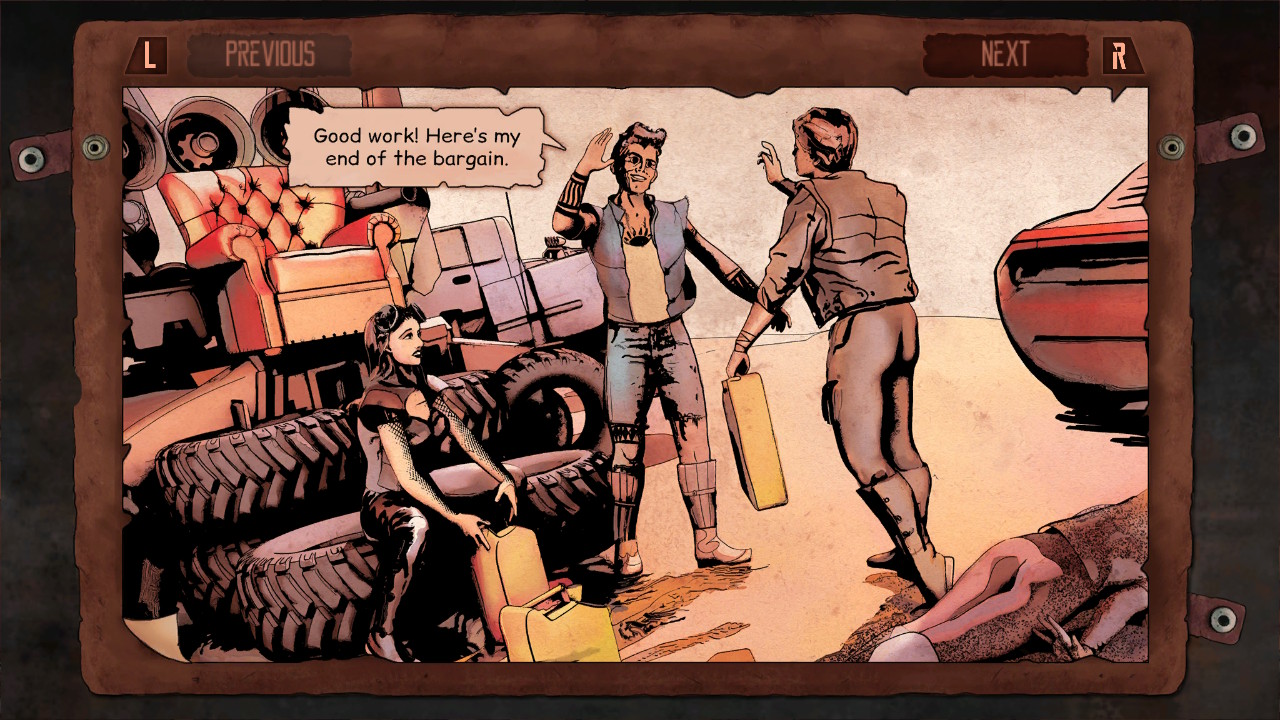 L
PREVIOUS
NEXT
R
Good work! Here's my
end of the bargain.